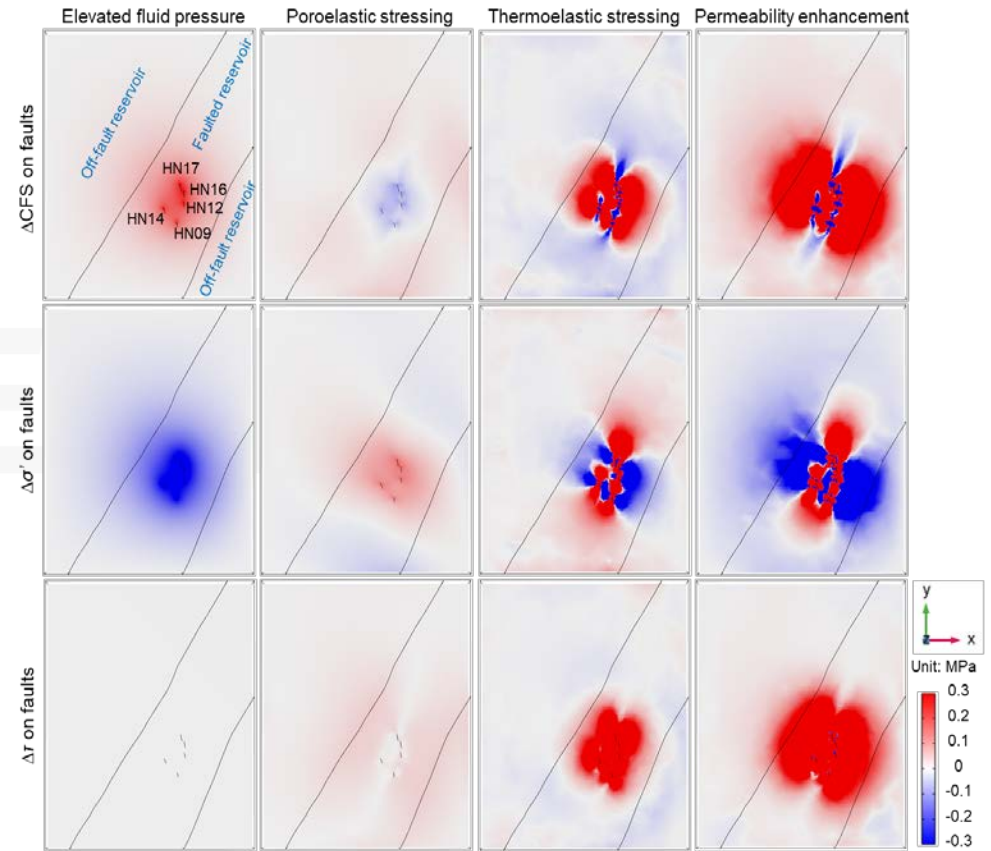 Elevated fluid pressure
Poroelastic stressing
Thermoelastic stressing
Permeability enhancement
ΔCFS on faults
Off-fault reservoir
Faulted reservoir
HN17
HN16
HN12
HN14
HN09
Off-fault reservoir
Δσ' on faults
Δτ on faults
y
z
x
Unit: MPa
0.3
0.2
0.1
0
-0.1
-0.2
-0.3